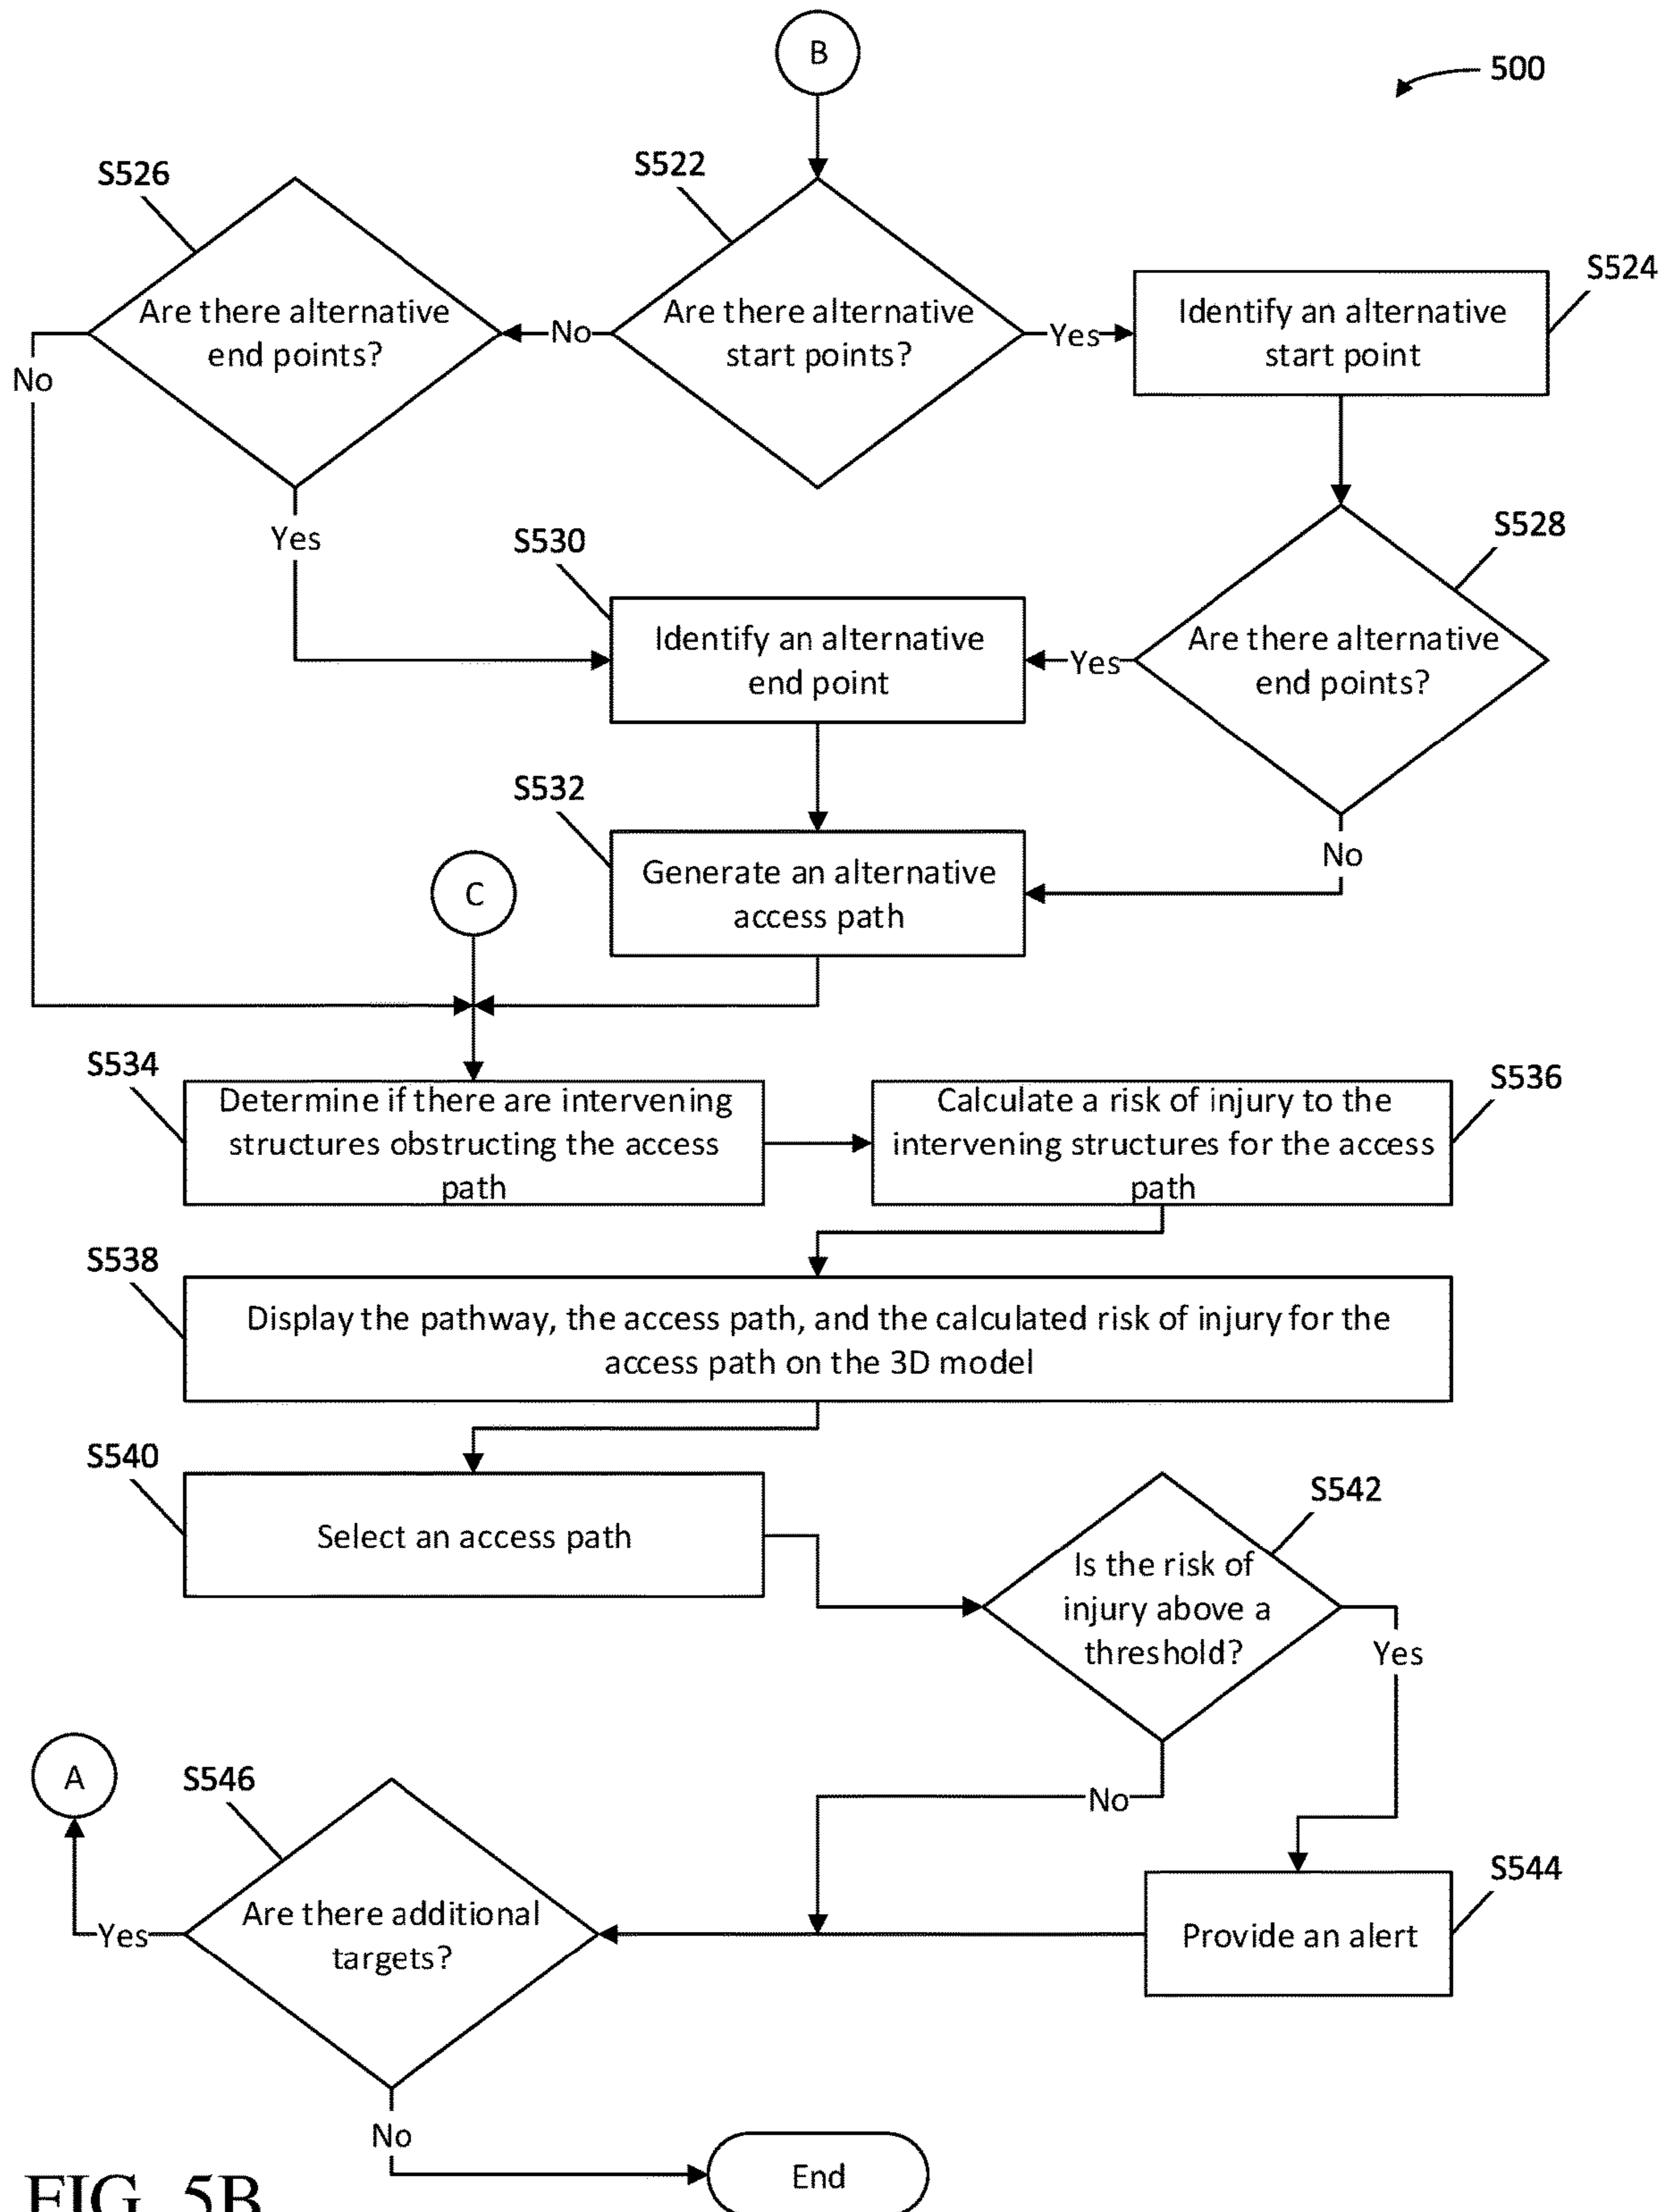 B
500
S526
S522
S524
Are there alternative
end points?
No
Are there alternative
start points?
Yes
Identify an alternative
start point
No
Yes
S530
S528
Identify an alternative
end point
Yes
Are there alternative
end points?
S532
No
C
Generate an alternative
access path
S534
Determine if there are intervening
structures obstructing the access
path
S536
Calculate a risk of injury to the
intervening structures for the access
path
S538
Display the pathway, the access path, and the calculated risk of injury for the
access path on the 3D model
S540
Select an access path
S542
Is the risk of
injury above a
threshold?
Yes
A
S546
No
S544
Are there additional
targets?
Yes
Provide an alert
No
End
FIG. 5B